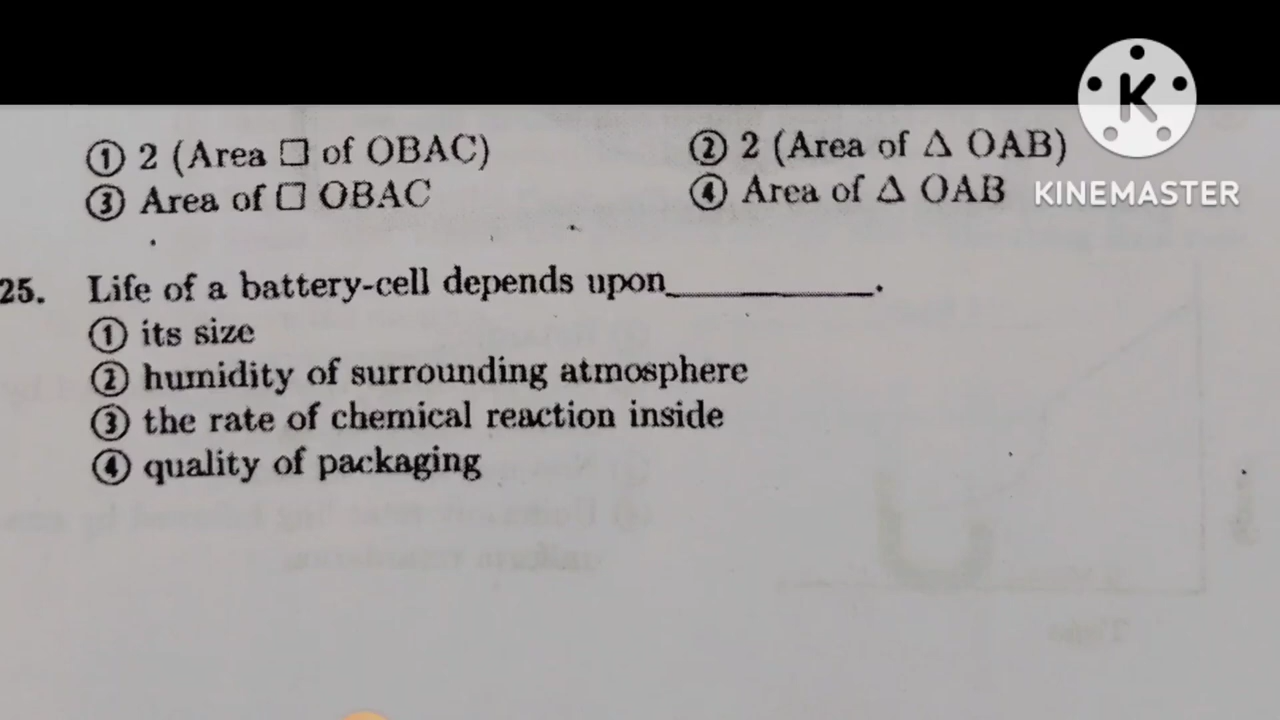 ① 2 (Area □ of OBAC) ② 2 (Area of △ OAB)
③ Area of □ OBAC ④ Area of △ OAB
KINEMASTER
25. Life of a battery-cell depends upon____________.
① its size
② humidity of surrounding atmosphere
③ the rate of chemical reaction inside
④ quality of packaging